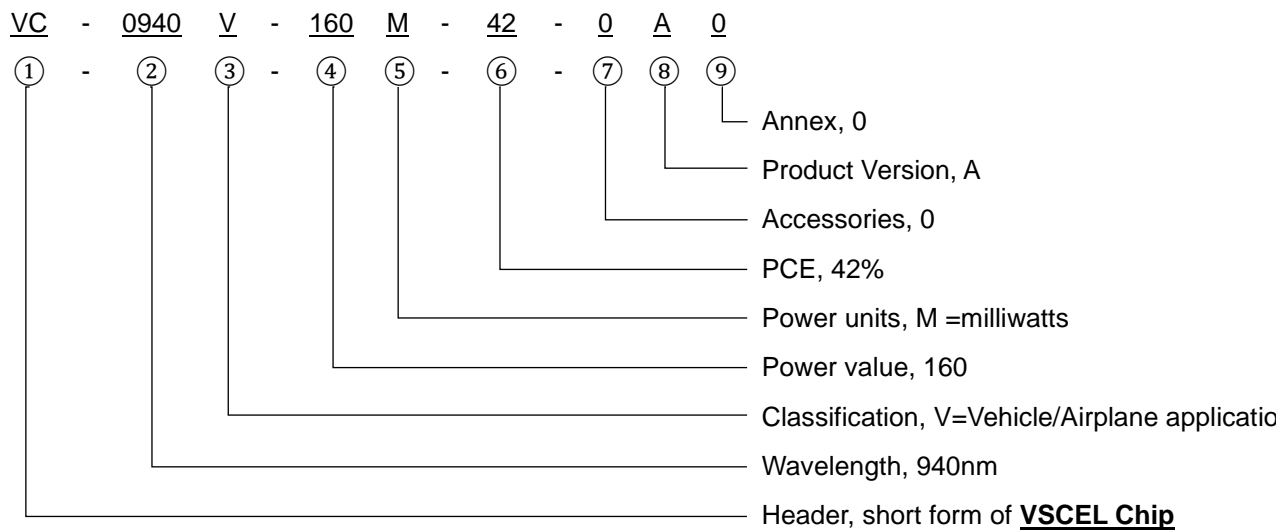 VC - 0940 V - 160 M - 42 - 0 A 0
① - ② ③ - ④ ⑤ - ⑥ - ⑦ ⑧ ⑨
Annex, 0
Product Version, A
Accessories, 0
PCE, 42%
Power units, M =milliwatts
Power value, 160
Classification, V=Vehicle/Airplane applicatio
Wavelength, 940nm
Header, short form of VSCEL Chip